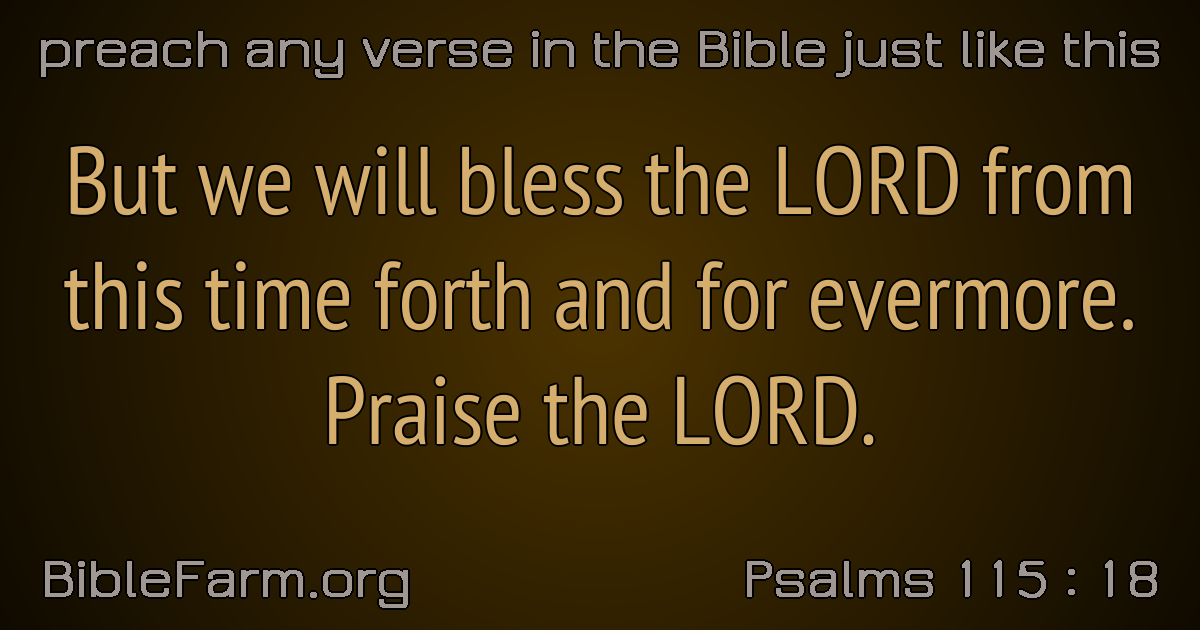 preach any verse in the Bible just like this
But we will bless the LORD from
this time forth and for evermore.
Praise the LORD.
BibleFarm.org
Psalms 115 : 18